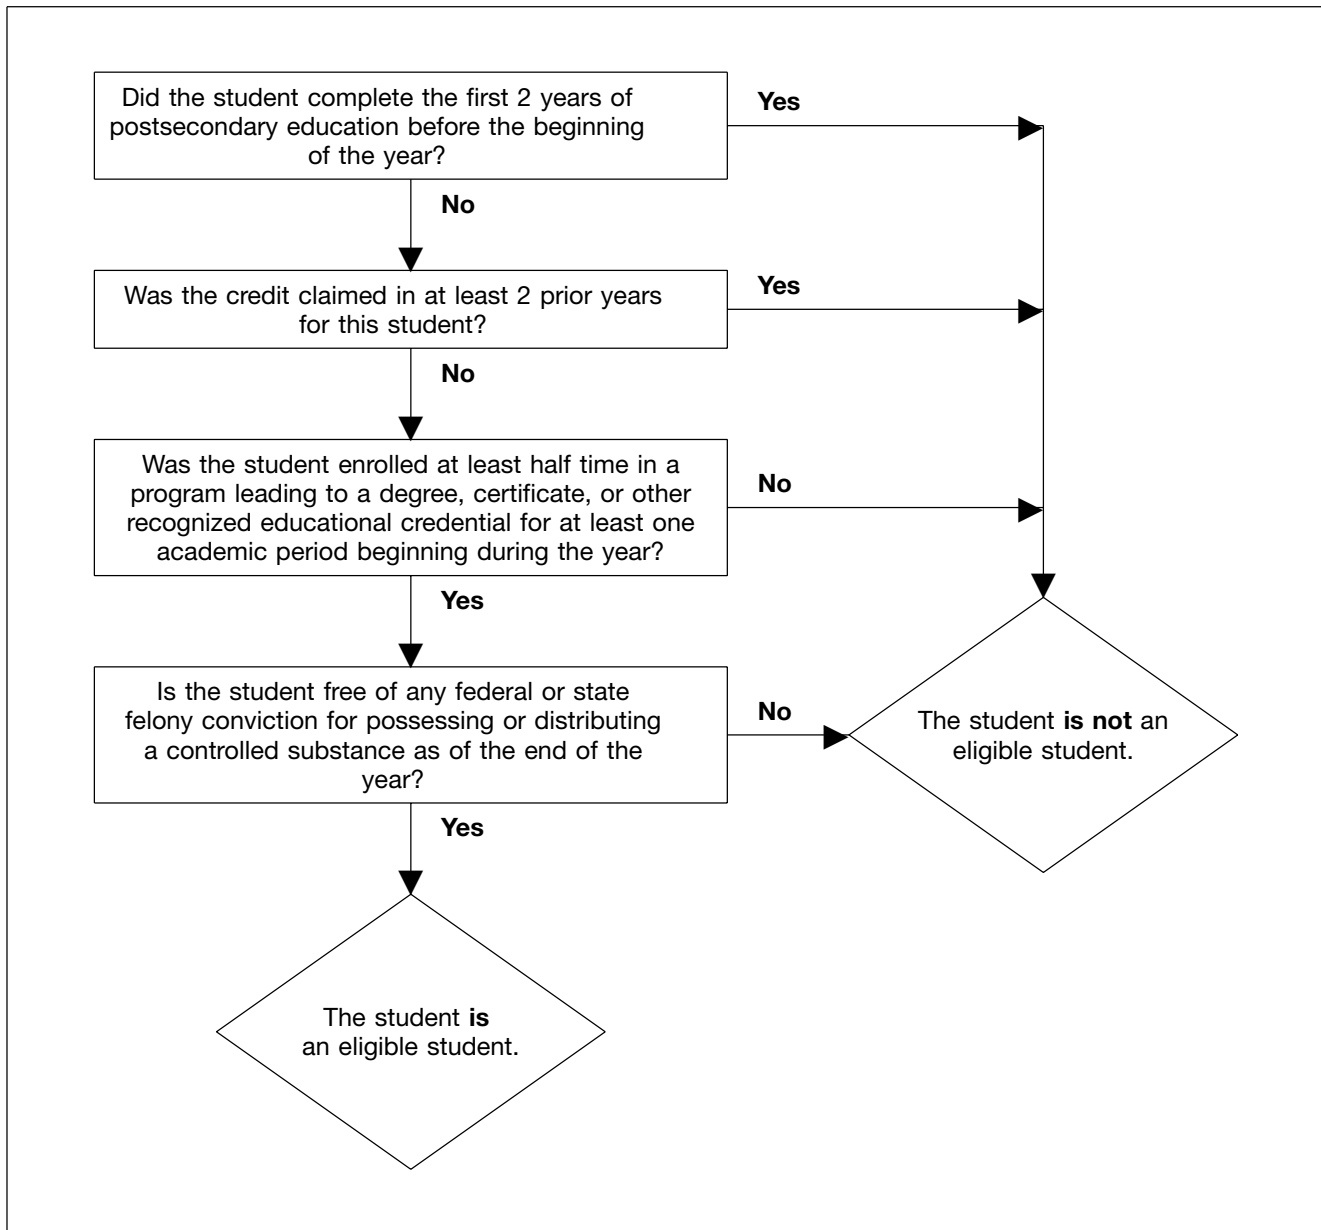 Did the student complete the first 2 years of
postsecondary education before the beginning
of the year?
Yes
No
Was the credit claimed in at least 2 prior years
for this student?
Yes
No
Was the student enrolled at least half time in a
program leading to a degree, certificate, or other
recognized educational credential for at least one
academic period beginning during the year?
No
Yes
Is the student free of any federal or state
felony conviction for possessing or distributing
a controlled substance as of the end of the
year?
No
The student is not an
eligible student.
Yes
The student is
an eligible student.